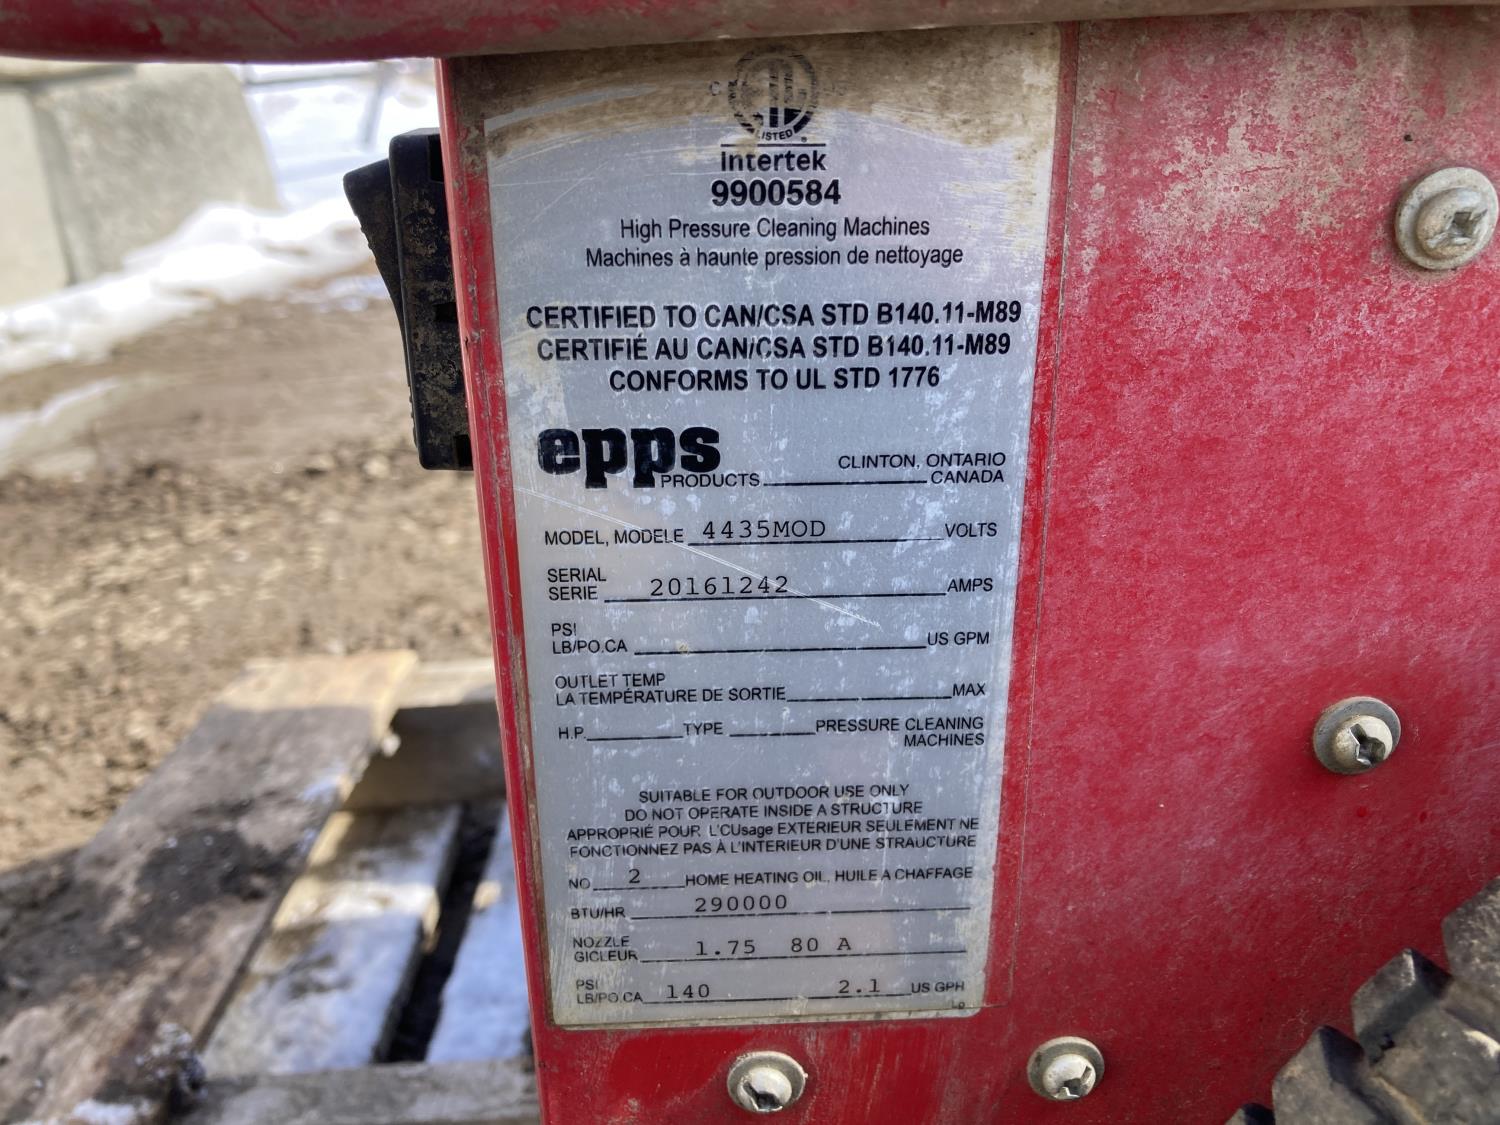 LISTED
Intertek
9900584
High Pressure Cleaning Machines
Machines à haunte pression de nettoyage
CERTIFIED TO CAN/CSA STD B140.11-M89
CERTIFIÉ AU CAN/CSA STD B140.11-M89
CONFORMS TO UL STD 1776
epps PRODUCTS CLINTON, ONTARIO
CANADA
MODEL, MODELE 4435MOD VOLTS
SERIAL
SERIE 20161242 AMPS
PSI
LB/PO.CA US GPM
OUTLET TEMP
LA TEMPÉRATURE DE SORTIE MAX
H.P. TYPE PRESSURE CLEANING
MACHINES
SUITABLE FOR OUTDOOR USE ONLY
DO NOT OPERATE INSIDE A STRUCTURE
APPROPRIÉ POUR L'CUsage EXTERIEUR SEULEMENT NE
FONCTIONNEZ PAS À L'INTERIEUR D'UNE STRAUCTURE
NO 2 HOME HEATING OIL, HUILE A CHAFFAGE
BTU/HR 290000
NOZZLE
GICLEUR 1.75 80 A
PSI
LB/PO.CA 140 2.1 US GPH